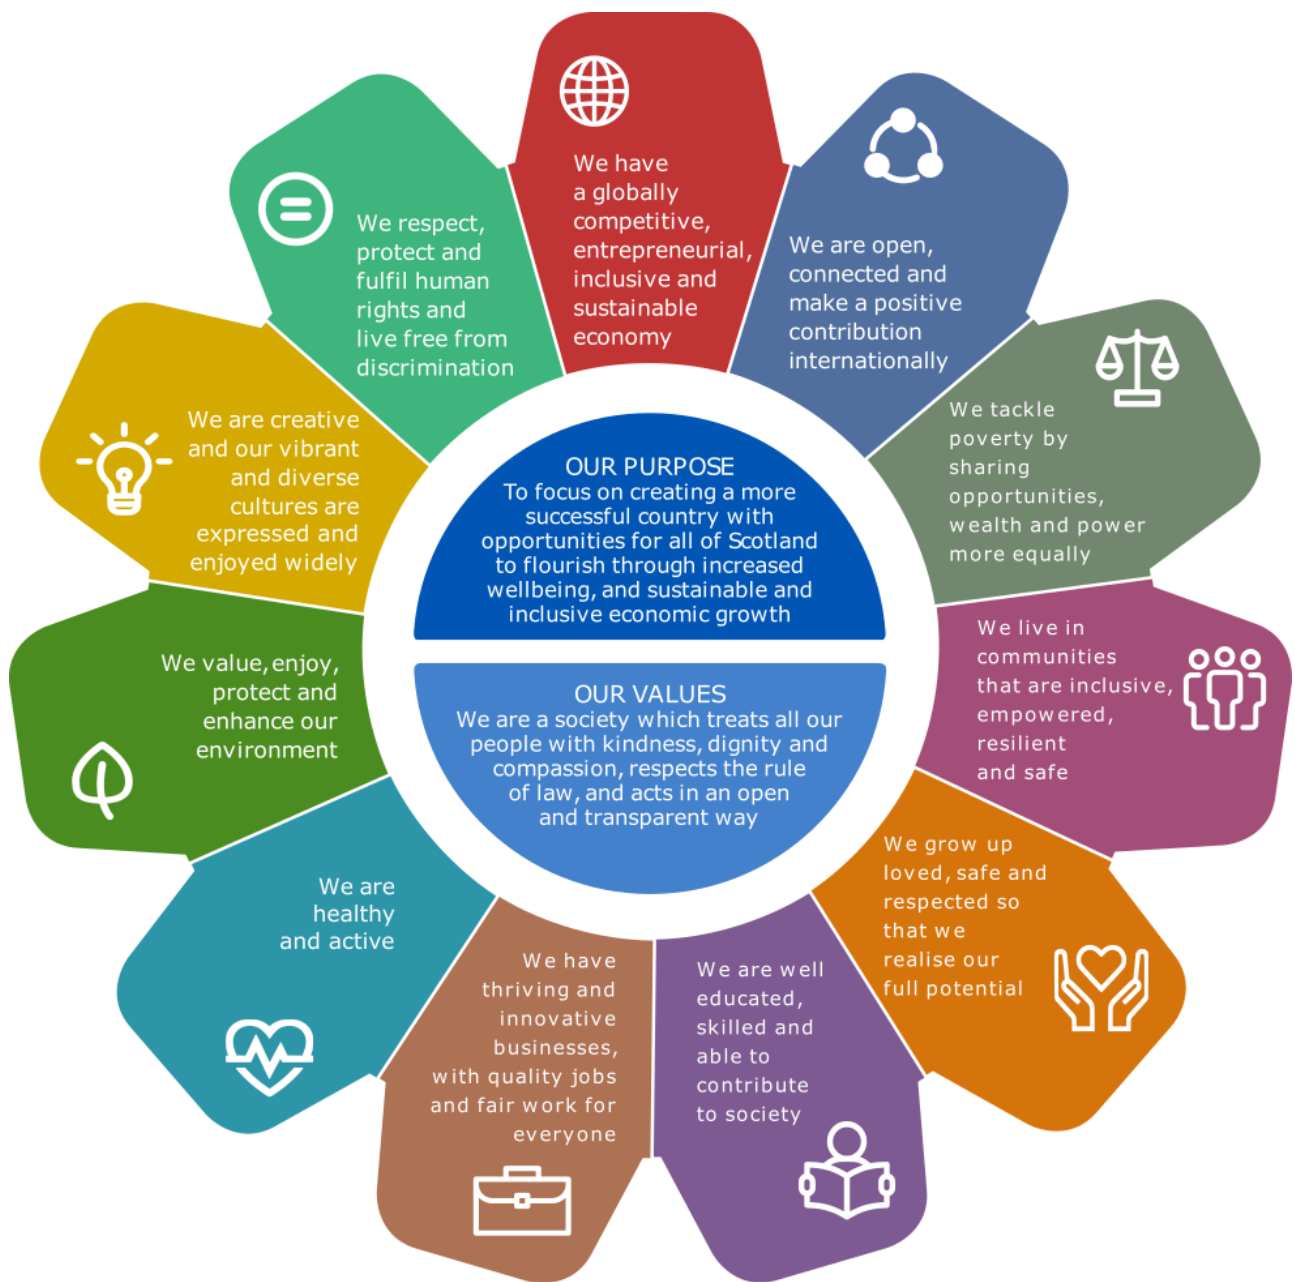 We have
a globally
competitive,
entrepreneurial,
inclusive and
sustainable
economy
We are open,
connected and
make a positive
contribution
internationally
We tackle
poverty by
sharing
opportunities,
wealth and power
more equally
We live in
communities
that are inclusive,
empowered,
resilient
and safe
We grow up
loved, safe and
respected so
that we
realise our
full potential
We are well
educated,
skilled and
able to
contribute
to society
We have
thriving and
innovative
businesses,
with quality jobs
and fair work for
everyone
We are
healthy
and active
We value, enjoy,
protect and
enhance our
environment
We are creative
and our vibrant
and diverse
cultures are
expressed and
enjoyed widely
We respect,
protect and
fulfil human
rights and
live free from
discrimination
OUR PURPOSE
To focus on creating a more
successful country with
opportunities for all of Scotland
to flourish through increased
wellbeing, and sustainable and
inclusive economic growth
OUR VALUES
We are a society which treats all our
people with kindness, dignity and
compassion, respects the rule
of law, and acts in an open
and transparent way